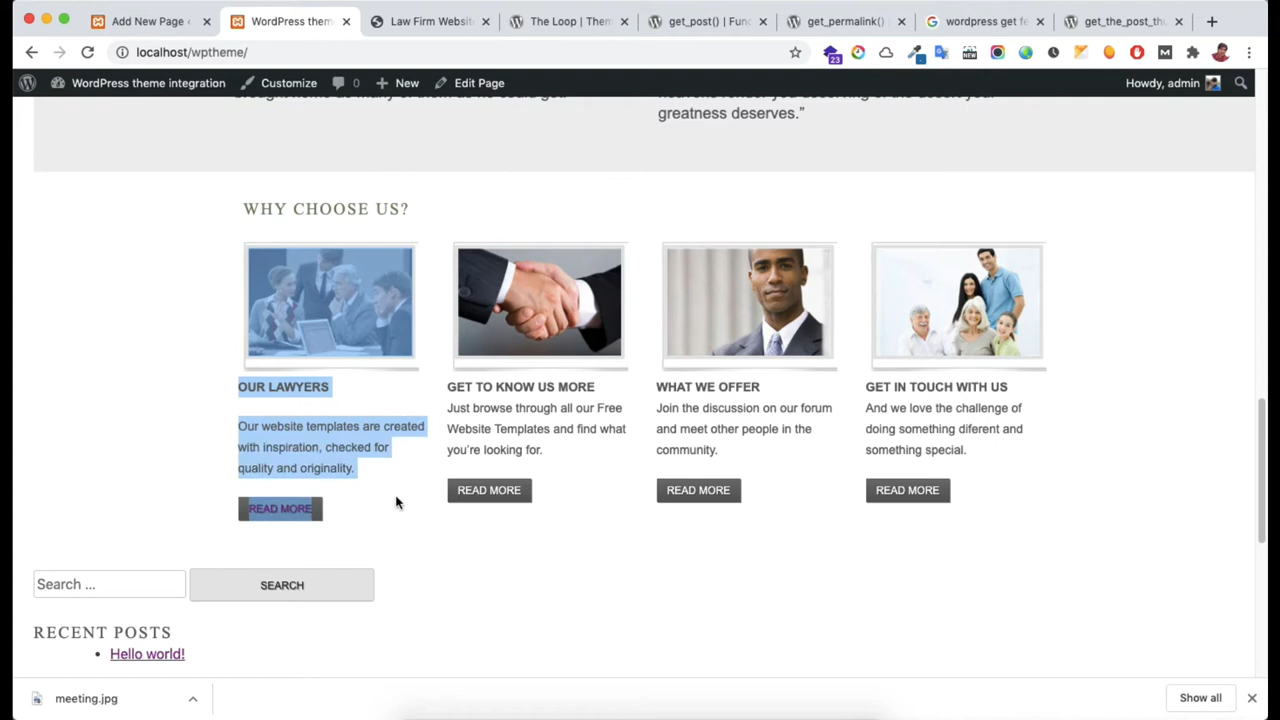 Add New Page ‹
WordPress them
Law Firm Website
The Loop | Them
get_post() | Func
get_permalink()
wordpress get fe
get_the_post_thu
localhost/wptheme/
23
NEW
M
WordPress theme integration
Customize
0
New
Edit Page
Howdy, admin
greatness deserves.”
WHY CHOOSE US?
OUR LAWYERS
Our website templates are created
with inspiration, checked for
quality and originality.
READ MORE
GET TO KNOW US MORE
Just browse through all our Free
Website Templates and find what
you’re looking for.
READ MORE
WHAT WE OFFER
Join the discussion on our forum
and meet other people in the
community.
READ MORE
GET IN TOUCH WITH US
And we love the challenge of
doing something diferent and
something special.
READ MORE
Search ...
SEARCH
RECENT POSTS
• Hello world!
meeting.jpg
Show all